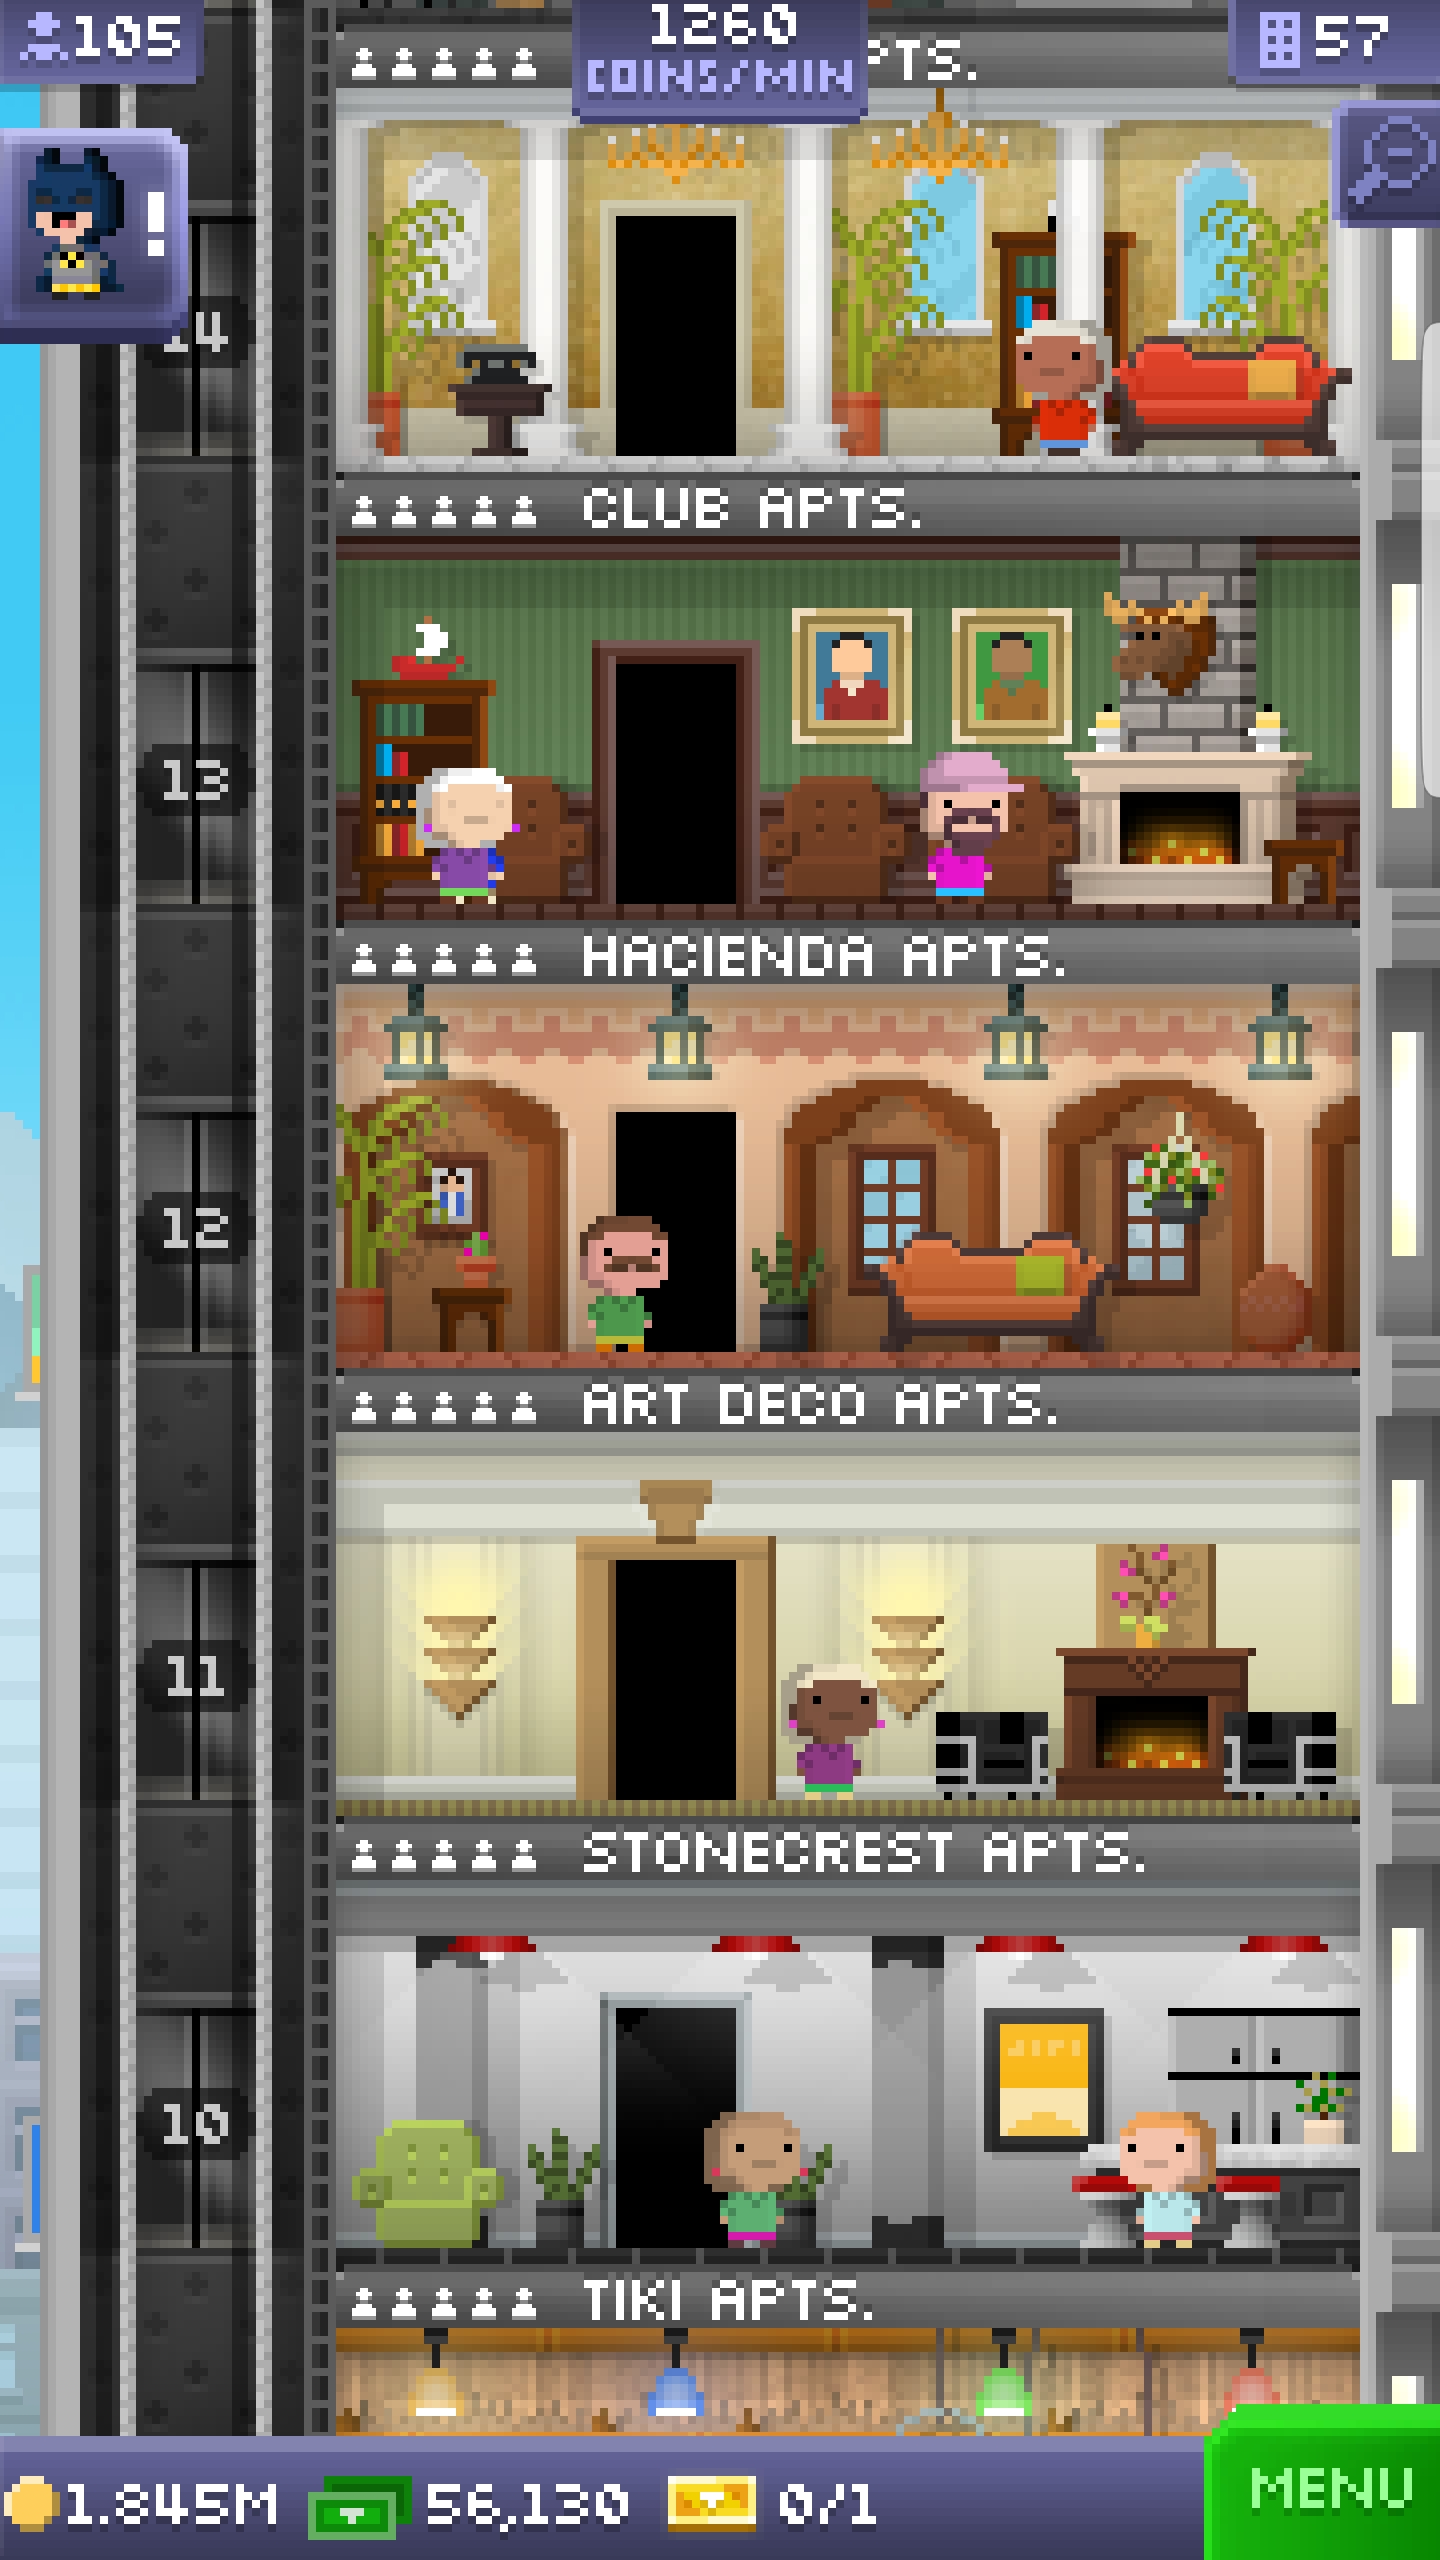 105
1260
COINS/MIN
57
PTS.
!
14
CLUB APTS.
13
HACIENDA APTS.
12
ART DECO APTS.
11
STONECREST APTS.
10
TIKI APTS.
1.845M
56,130
0/1
MENU